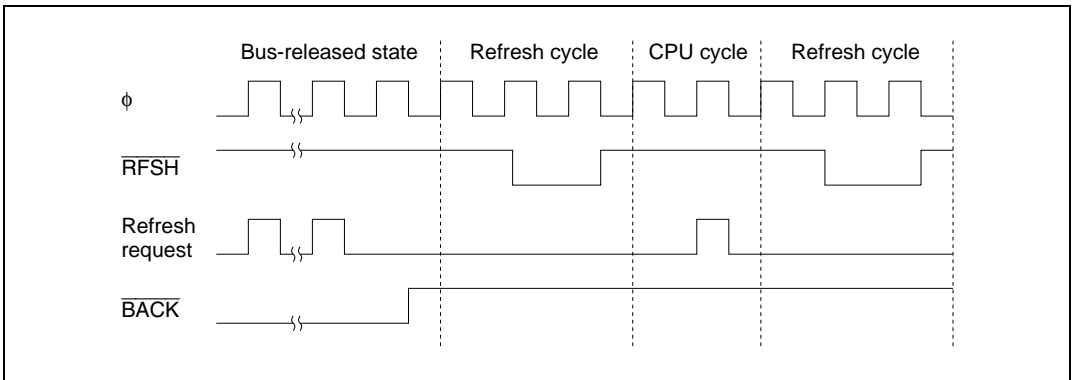 Bus-released state Refresh cycle CPU cycle Refresh cycle
φ
RFSH
Refresh
request
BACK